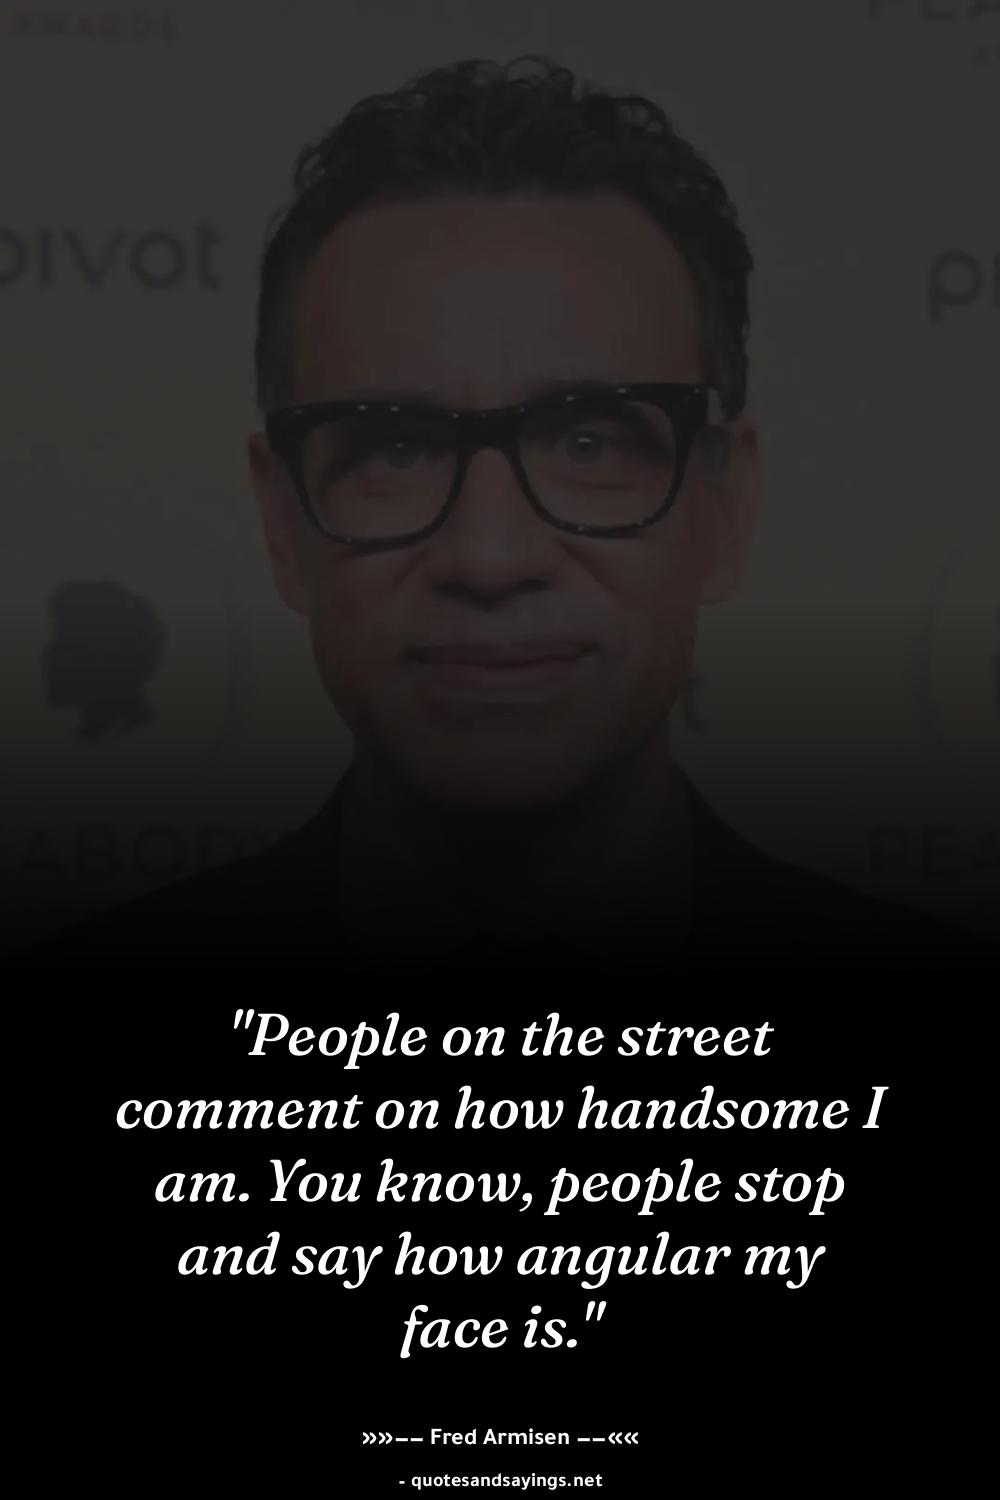 AWARDS
pivot
"People on the street
comment on how handsome I
am. You know, people stop
and say how angular my
face is."
»»−− Fred Armisen −−««
- quotesandsayings.net